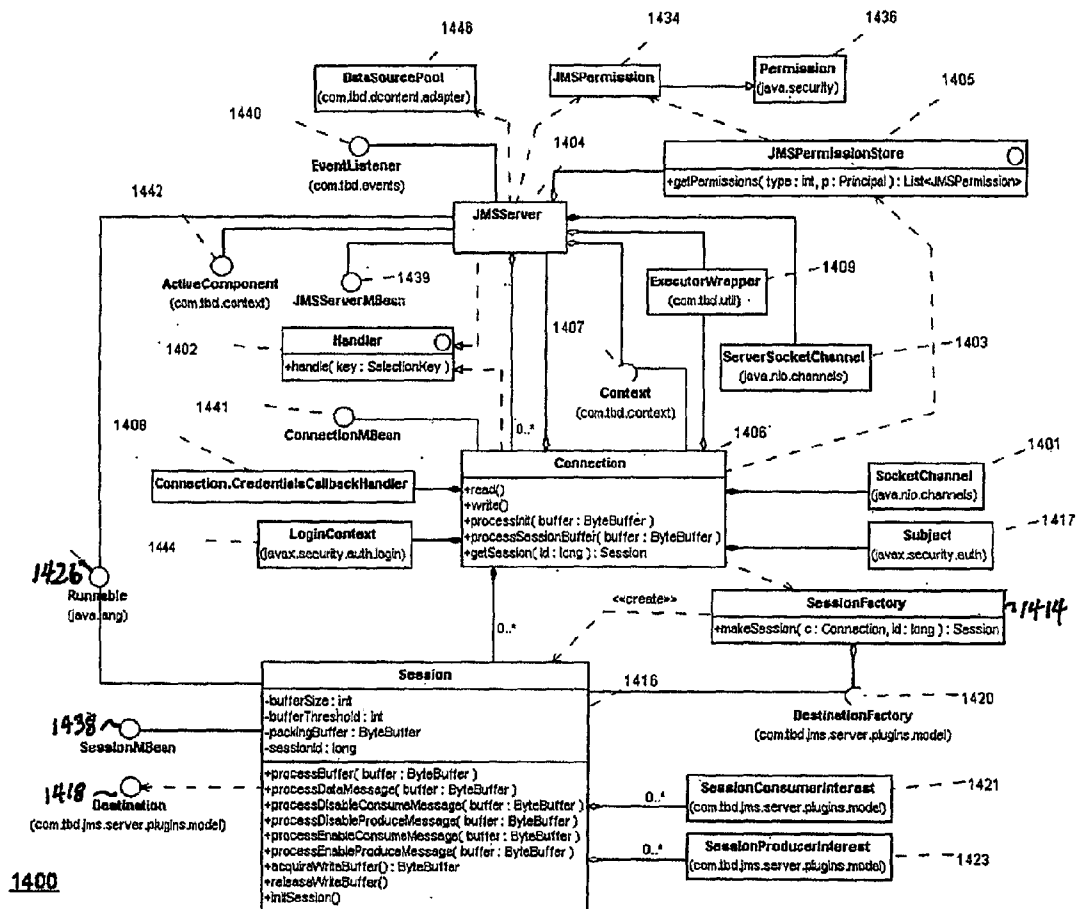 1446
1434
1436
DataSourcePool
(com.tbd.dcontent.adapter)
JMSPermission
Permission
(java.security)
1405
1440
1404
JMSPermissionStore
+getPermissions( type : int, p : Principal ) : List<JMSPermission>
EventListener
(com.tbd.events)
1442
JMSServer
ActiveComponent
(com.tbd.context)
1439
JMSServerMBean
ExecutorWrapper
(com.tbd.util)
1409
1402
Handler
+handle( key : SelectionKey )
1407
ServerSocketChannel
(java.nio.channels)
1403
Context
(com.tbd.context)
1441
ConnectionMBean
0..*
1408
1406
1401
Connection.CredentialsCallbackHandler
Connection
+read()
+write()
+processInit( buffer : ByteBuffer )
+processSessionBuffer( buffer : ByteBuffer )
+getSession( id : long ) : Session
SocketChannel
(java.nio.channels)
1417
LoginContext
(javax.security.auth.login)
1444
Subject
(javax.security.auth)
1426
Runnable
(java.lang)
<<create>>
SessionFactory
+makeSession( c : Connection, id : long ) : Session
1414
0..*
Session
-bufferSize : int
-bufferThreshold : int
-packingBuffer : ByteBuffer
-sessionId : long
1416
1420
DestinationFactory
(com.tbd.jms.server.plugins.model)
1438
SessionMBean
+processBuffer( buffer : ByteBuffer )
+processDataMessage( buffer : ByteBuffer )
+processDisableConsumeMessage( buffer : ByteBuffer )
+processDisableProduceMessage( buffer : ByteBuffer )
+processEnableConsumeMessage( buffer : ByteBuffer )
+processEnableProduceMessage( buffer : ByteBuffer )
+acquireWriteBuffer() : ByteBuffer
+releaseWriteBuffer()
+initSession()
1418
Destination
(com.tbd.jms.server.plugins.model)
0..*
SessionConsumerInterest
(com.tbd.jms.server.plugins.model)
1421
0..*
SessionProducerInterest
(com.tbd.jms.server.plugins.model)
1423
1400